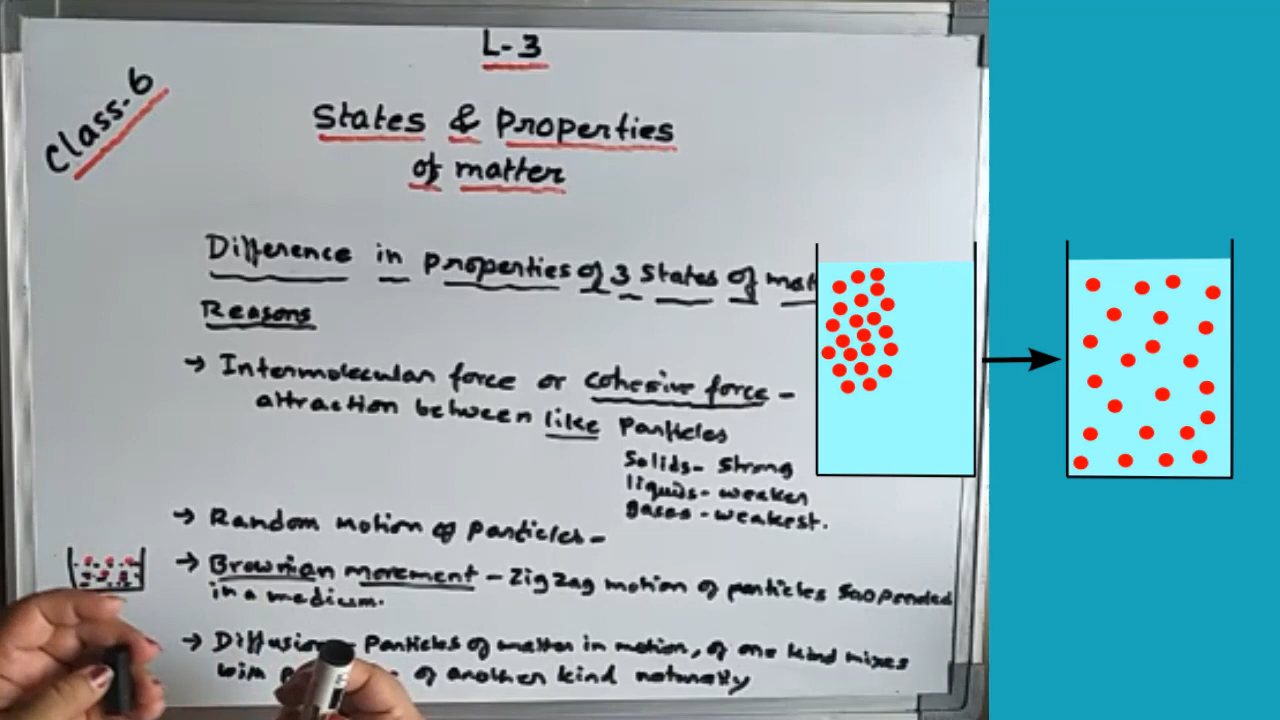 L-3
Class-6
States & Properties
of matter
Difference in properties of 3 states of mat
Reasons
→ Intermolecular force or cohesive force -
attraction between like Particles
Solids- Strong
liquids- weaker
gases - weakest.
→ Random motion of particles -
→ Brownian movement - Zig Zag motion of particles suspended
in a medium.
→ Diffusion - Particles of matter in motion, of one kind mixes
with of another kind naturally